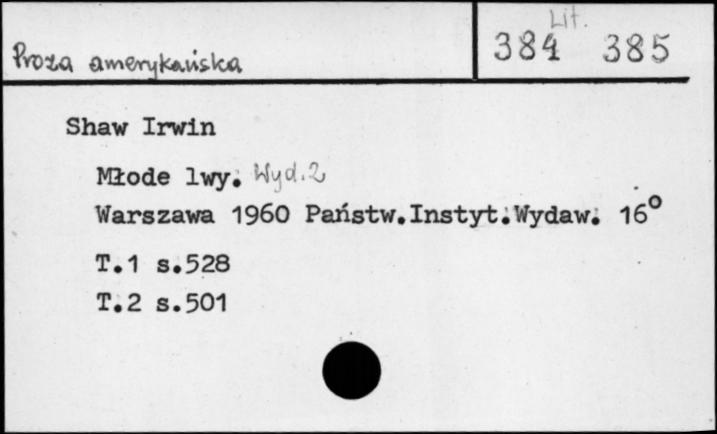 Lit.
Proza amerykańska 384 385
Shaw Irwin
Młode lwy. Wyd.2
Warszawa 1960 Państw.Instyt.Wydaw. 16°
T.1 s.528
T.2 s.501